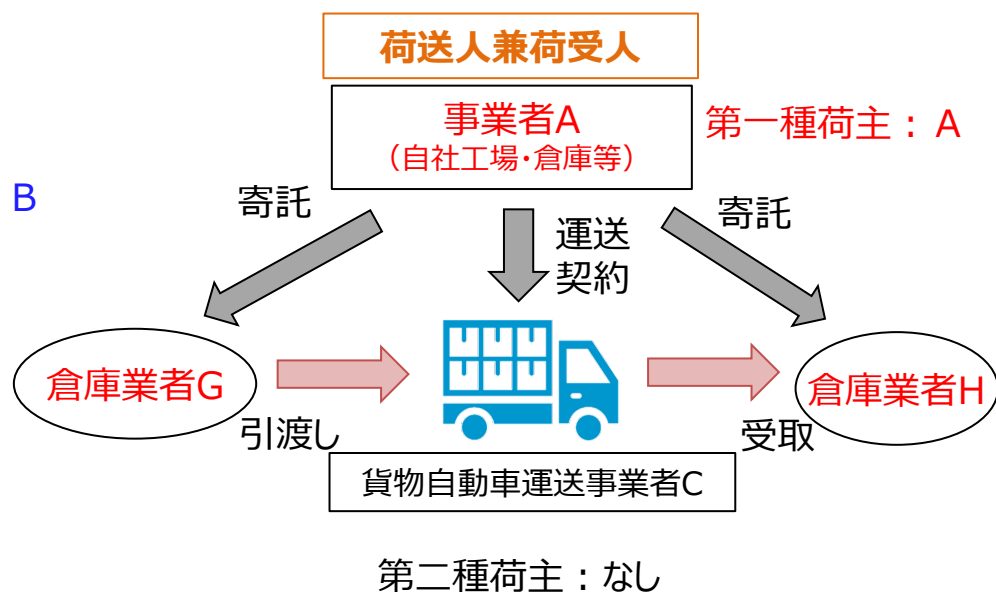 荷送人兼荷受人
事業者A
(自社工場・倉庫等)
第一種荷主：A
B
寄託
運送
契約
寄託
倉庫業者G
倉庫業者H
引渡し
受取
貨物自動車運送事業者C
第二種荷主：なし